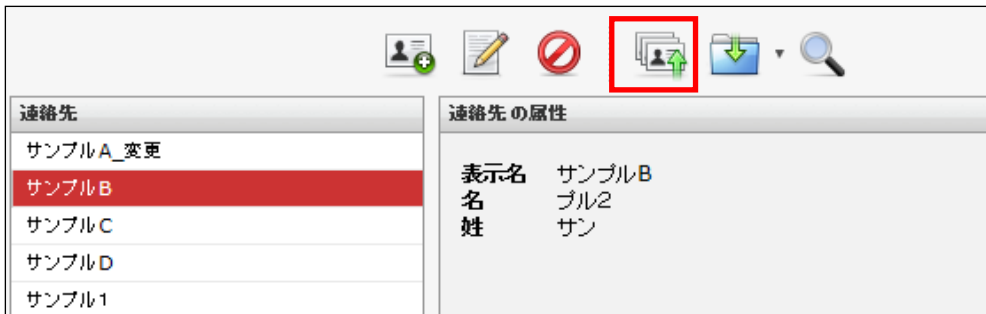 連絡先
サンプルA_変更
サンプルB
サンプルC
サンプルD
サンプル1
連絡先の属性
表示名 サンプルB
名 プル2
姓 サン